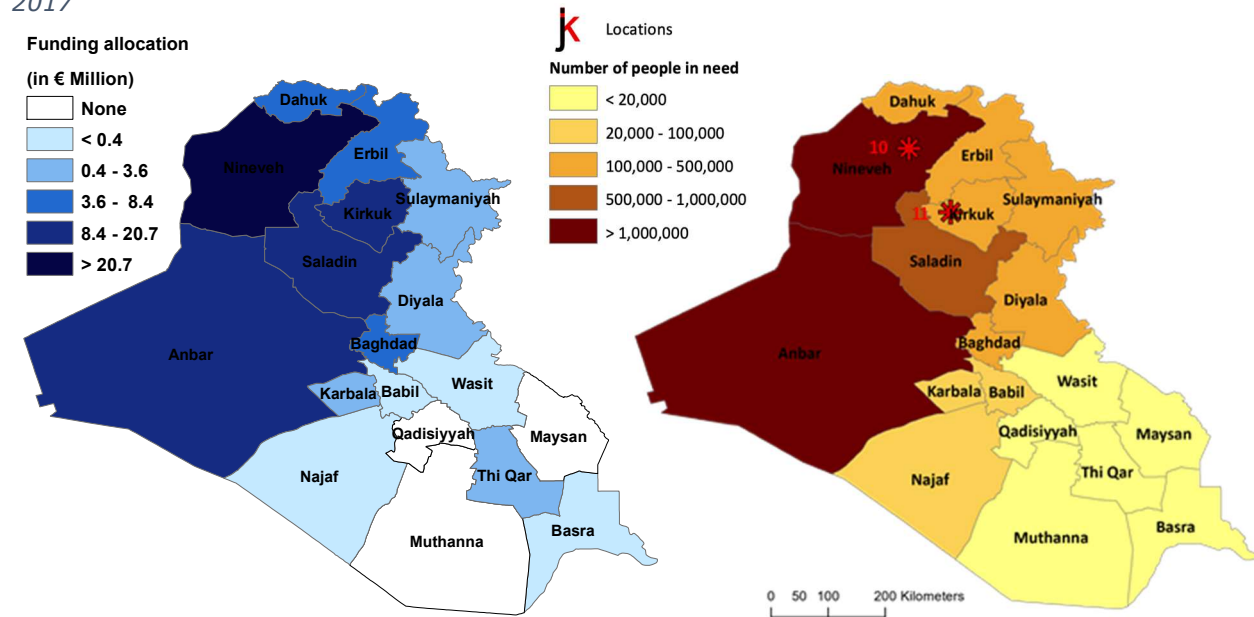 2017
Funding allocation
(in € Million)
None
< 0.4
0.4 - 3.6
3.6 - 8.4
8.4 - 20.7
> 20.7
Dahuk
Nineveh
Erbil
Sulaymaniyah
Kirkuk
Saladin
Diyala
Anbar
Baghdad
Karbala
Babil
Wasit
Qadisiyyah
Maysan
Najaf
Thi Qar
Muthanna
Basra
jk Locations
Number of people in need
< 20,000
20,000 - 100,000
100,000 - 500,000
500,000 - 1,000,000
> 1,000,000
Dahuk
10
Nineveh
Erbil
Sulaymaniyah
11
Kirkuk
Saladin
Diyala
Anbar
Baghdad
Karbala
Babil
Wasit
Qadisiyyah
Maysan
Najaf
Thi Qar
Muthanna
Basra
0 50 100 200 Kilometers